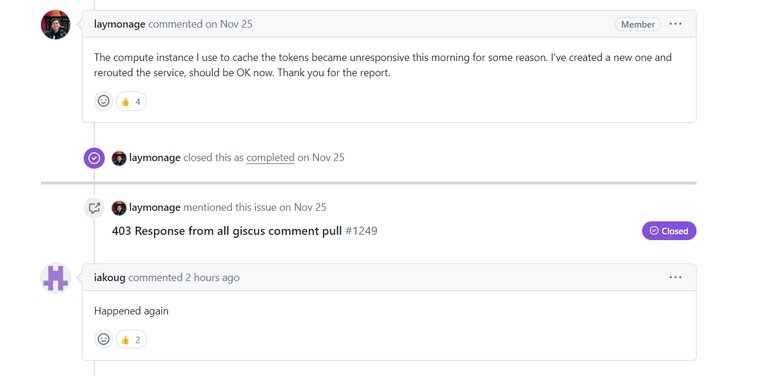 laymonage commented on Nov 25 Member
The compute instance I use to cache the tokens became unresponsive this morning for some reason. I've created a new one and
rerouted the service, should be OK now. Thank you for the report.
👍 4
laymonage closed this as completed on Nov 25
laymonage mentioned this issue on Nov 25
403 Response from all giscus comment pull #1249 Closed
iakoug commented 2 hours ago
Happened again
👍 2